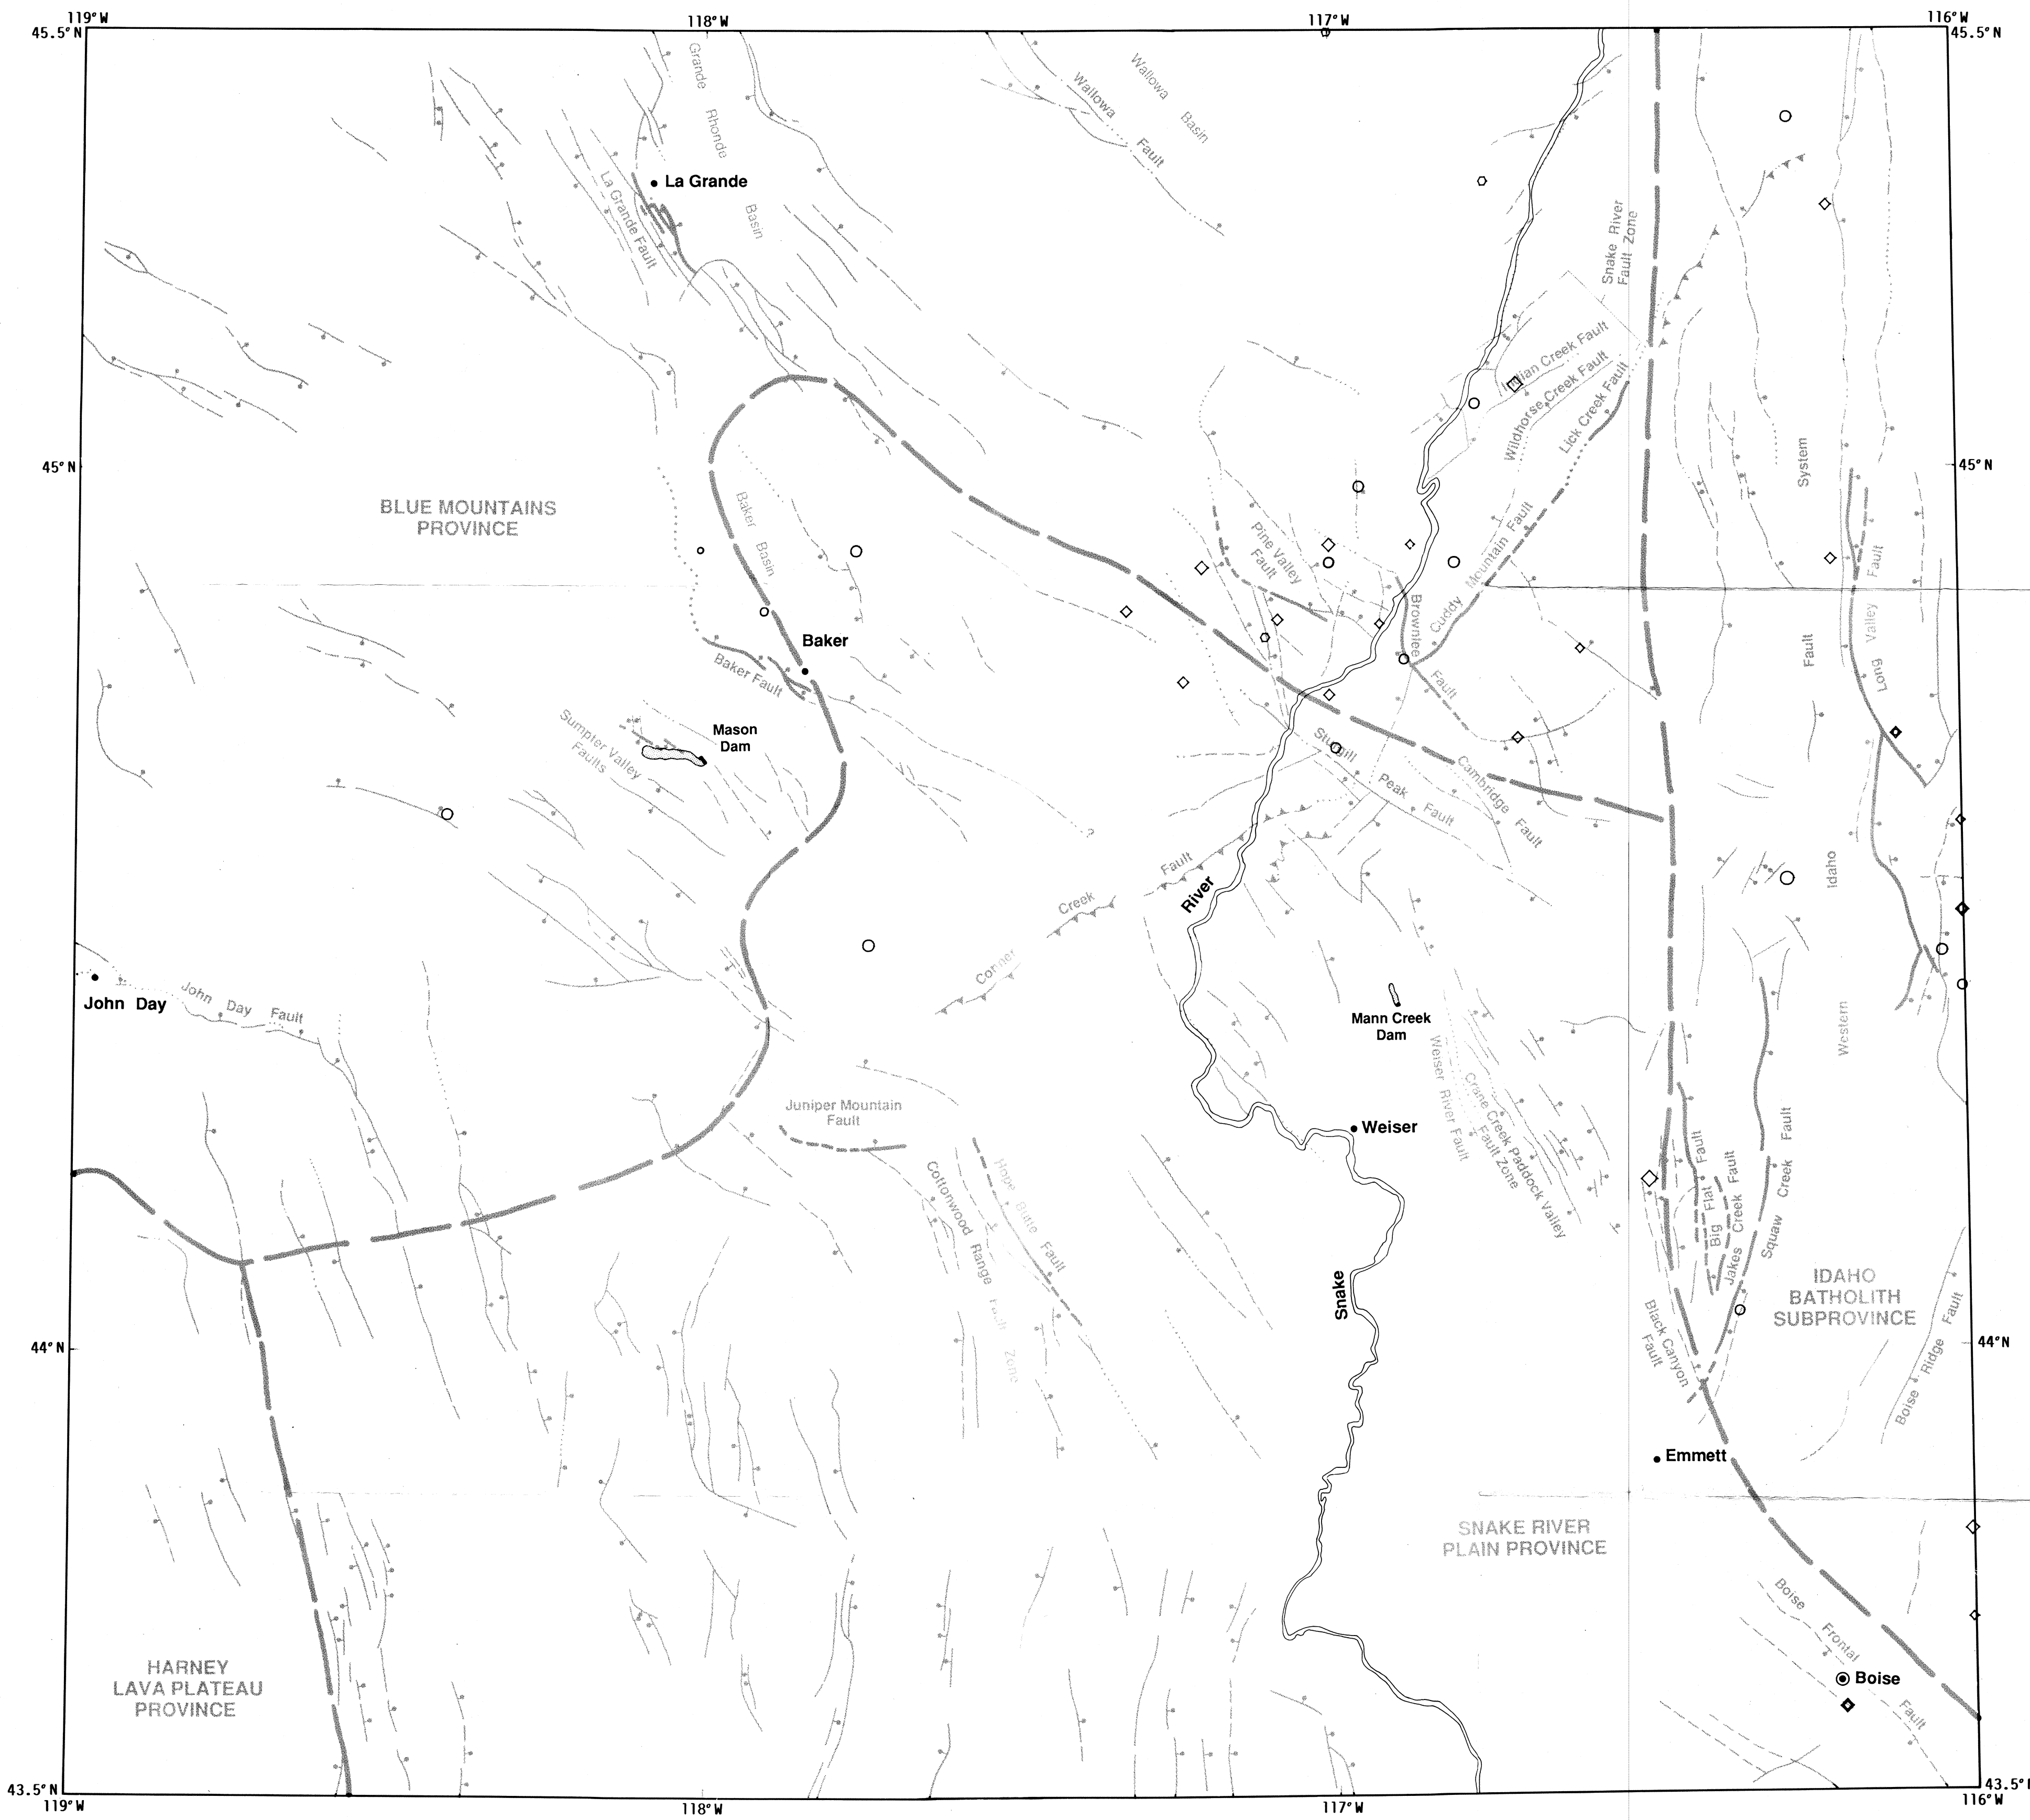 119°W
118°W
117°W
116°W
45.5°N
45.5°N
Grande Rhonde Basin
Wallowa Basin
Wallowa Fault
La Grande
La Grande Fault
Snake River
Fault Zone
Indian Creek Fault
Wildhorse Creek Fault
Lick Creek Fault
45°N
45°N
BLUE MOUNTAINS
PROVINCE
Baker Basin
Pine Valley
Fault
Cuddy Mountain Fault
Brownlee Fault
Long Valley Fault
Western Idaho Fault System
Baker
Baker Fault
Mason
Dam
Sumpter Valley
Faults
Sturgill Peak Fault
Cambridge Fault
?
Conner Creek Fault
River
John Day
John Day Fault
Mann Creek
Dam
Weiser River Fault
Crane Creek Paddock Valley
Fault Zone
Juniper Mountain
Fault
Weiser
Cottonwood Range Fault Zone
Hope Butte Fault
Big Flat Fault
Jakes Creek Fault
Squaw Creek Fault
Snake
IDAHO
BATHOLITH
SUBPROVINCE
Black Canyon
Fault
Boise Ridge Fault
44°N
44°N
Emmett
SNAKE RIVER
PLAIN PROVINCE
Boise Frontal Fault
HARNEY
LAVA PLATEAU
PROVINCE
Boise
43.5°N
43.5°
119°W
118°W
117°W
116°W